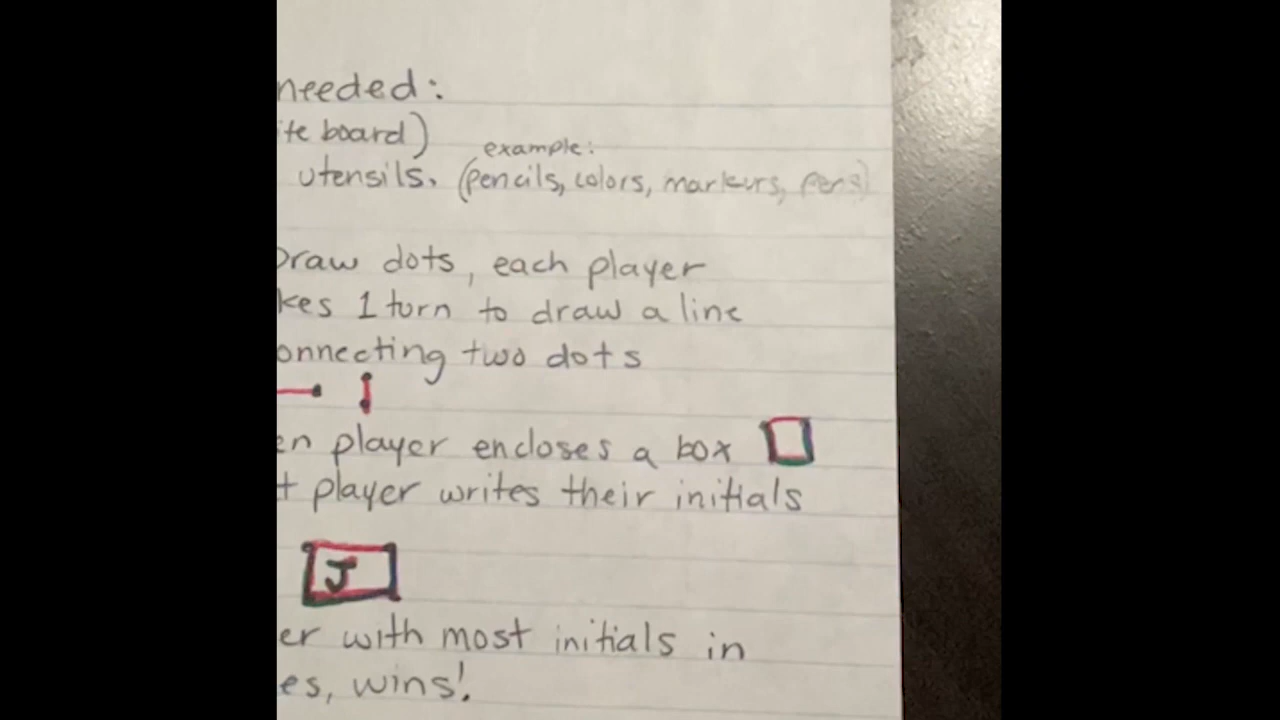 needed:
ite board)
example:
utensils. (pencils, colors, markurs, pens)
Draw dots, each player
kes 1 turn to draw a line
onnecting two dots
en player encloses a box
t player writes their initials
J
er with most initials in
es, wins!